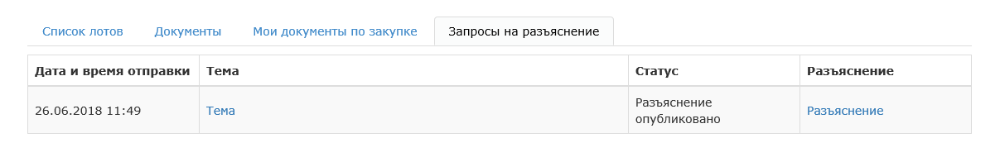 Список лотов Документы Мои документы по закупке Запросы на разъяснение
Дата и время отправки Тема Статус Разъяснение
26.06.2018 11:49 Тема Разъяснение опубликовано Разъяснение